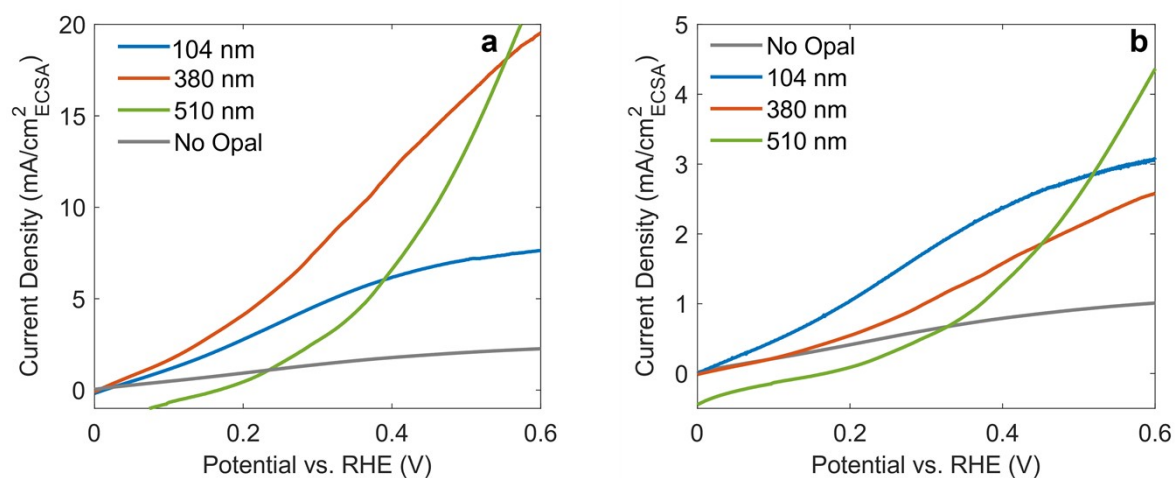 a
20
15
10
5
0
Current Density (mA/cm²ECSA)
104 nm
380 nm
510 nm
No Opal
0
0.2
0.4
0.6
Potential vs. RHE (V)
b
5
4
3
2
1
0
Current Density (mA/cm²ECSA)
No Opal
104 nm
380 nm
510 nm
0
0.2
0.4
0.6
Potential vs. RHE (V)